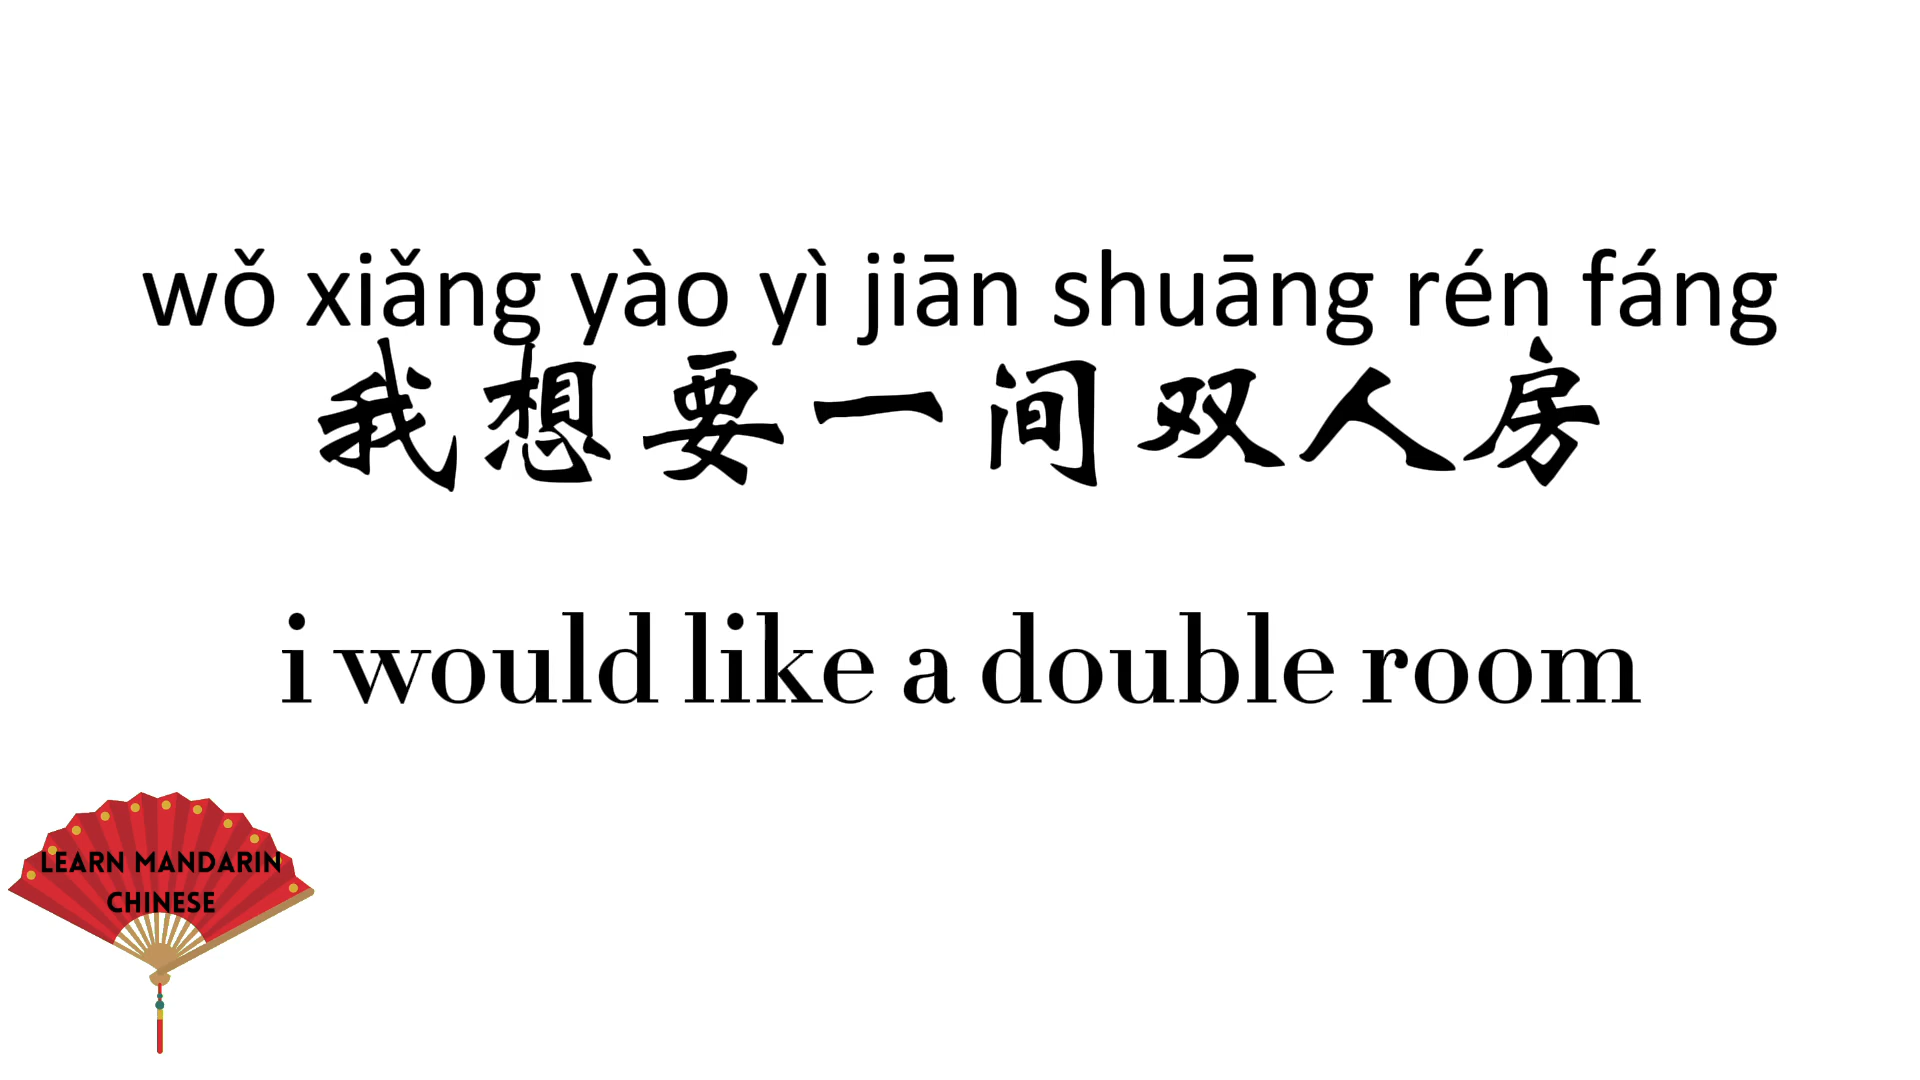 wǒ xiǎng yào yì jiān shuāng rén fáng
我想要一间双人房
i would like a double room
LEARN MANDARIN
CHINESE